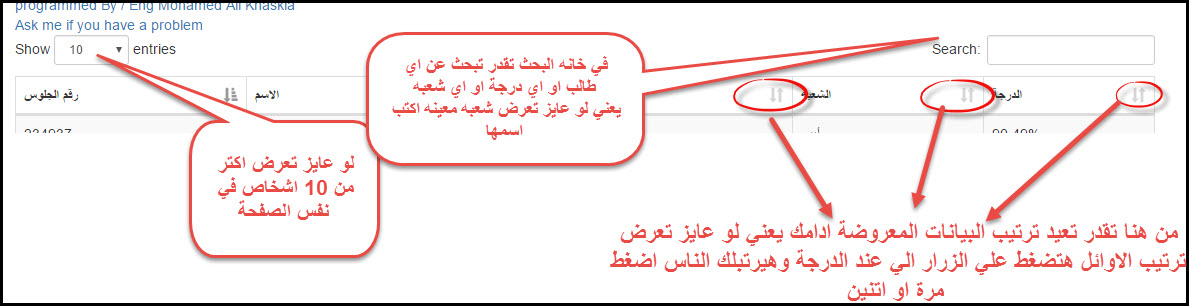 programmed By / Eng Mohamed Ali Khaskia
Ask me if you have a problem
Show 10 entries
Search:
في خانه البحث تقدر تبحث عن اي
طالب او اي درجة او اي شعبه
يعني لو عايز تعرض شعبه معينه اكتب
اسمها
رقم الجلوس
الاسم
الشعبة
الدرجة
لو عايز تعرض اكتر
من 10 اشخاص في
نفس الصفحة
من هنا تقدر تعيد ترتيب البيانات المعروضة ادامك يعني لو عايز تعرض
ترتيب الاوائل هتضغط علي الزرار الي عند الدرجة وهيرتبلك الناس اضغط
مرة او اتنين